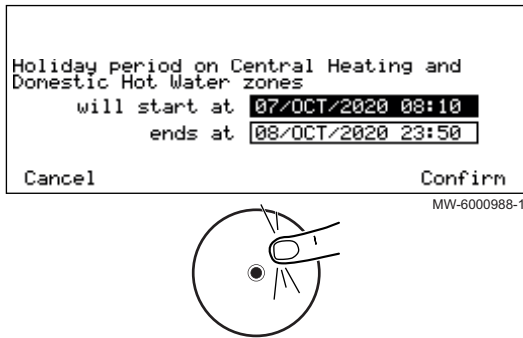 Holiday period on Central Heating and
Domestic Hot Water zones
will start at 07/OCT/2020 08:10
ends at 08/OCT/2020 23:50
Cancel Confirm
MW-6000988-1